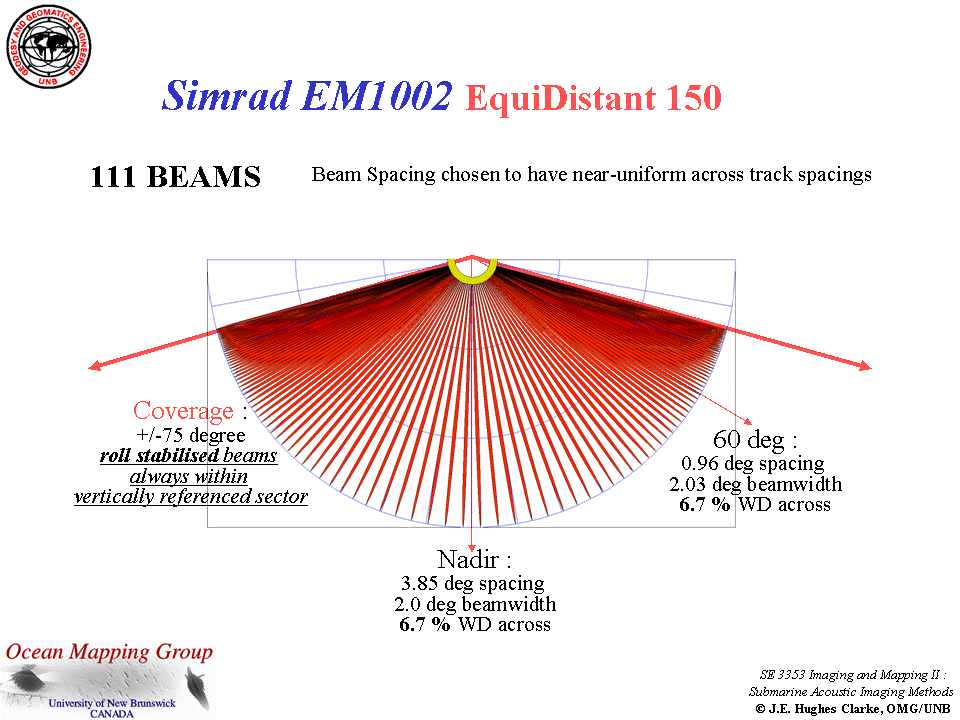 GEODESY AND GEOMATICS ENGINEERING
UNB
Simrad EM1002 EquiDistant 150
111 BEAMS
Beam Spacing chosen to have near-uniform across track spacings
Coverage :
+/-75 degree
roll stabilised beams
always within
vertically referenced sector
60 deg :
0.96 deg spacing
2.03 deg beamwidth
6.7 % WD across
Nadir :
3.85 deg spacing
2.0 deg beamwidth
6.7 % WD across
Ocean Mapping Group
University of New Brunswick
CANADA
SE 3353 Imaging and Mapping II :
Submarine Acoustic Imaging Methods
© J.E. Hughes Clarke, OMG/UNB